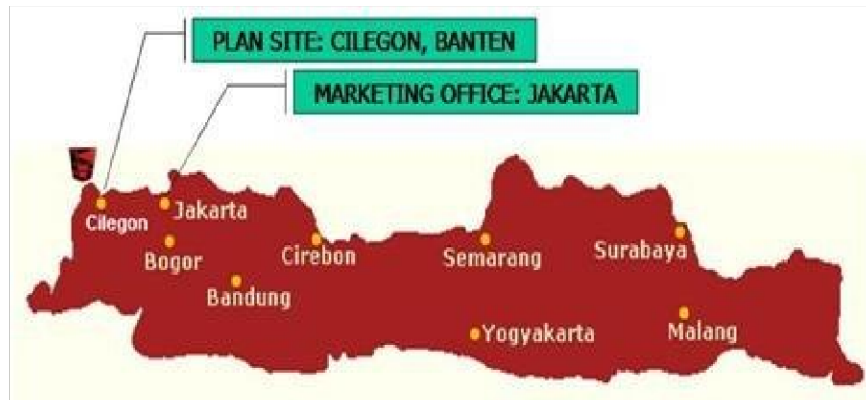 PLAN SITE: CILEGON, BANTEN
MARKETING OFFICE: JAKARTA
Cilegon
Jakarta
Bogor
Cirebon
Semarang
Surabaya
Bandung
Yogyakarta
Malang